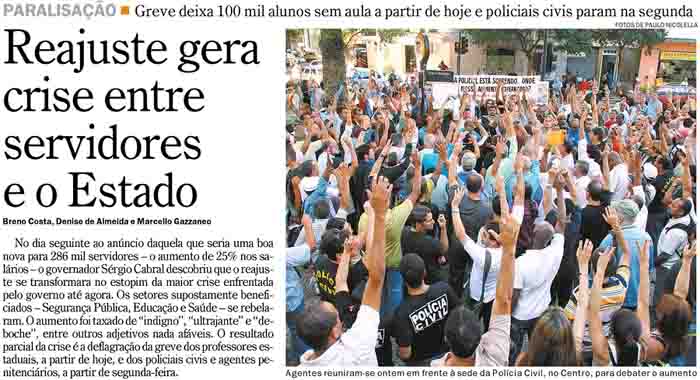 PARALISAÇÃO ■ Greve deixa 100 mil alunos sem aula a partir de hoje e policiais civis param na segunda
FOTOS DE PAULO NICOLELLA
Reajuste gera
crise entre
servidores
e o Estado
Breno Costa, Denise de Almeida e Marcello Gazzaneo
No dia seguinte ao anúncio daquela que seria uma boa
nova para 286 mil servidores – o aumento de 25% nos sa-
lários – o governador Sérgio Cabral descobriu que o reajus-
te se transformara no estopim da maior crise enfrentada
pelo governo até agora. Os setores supostamente benefi-
ciados – Segurança Pública, Educação e Saúde – se rebela-
ram. O aumento foi taxado de "indigno", "ultrajante" e "de-
boche", entre outros adjetivos nada afáveis. O resultado
parcial da crise é a deflagração da greve dos professores es-
taduais, a partir de hoje, e dos policiais civis e agentes pe-
nitenciários, a partir de segunda-feira.
A POLICIA ESTÁ SOFRENDO, ONDE
POLÍCIA
CIVIL
Agentes reuniram-se ontem em frente à sede da Polícia Civil, no Centro, para debater o aumento